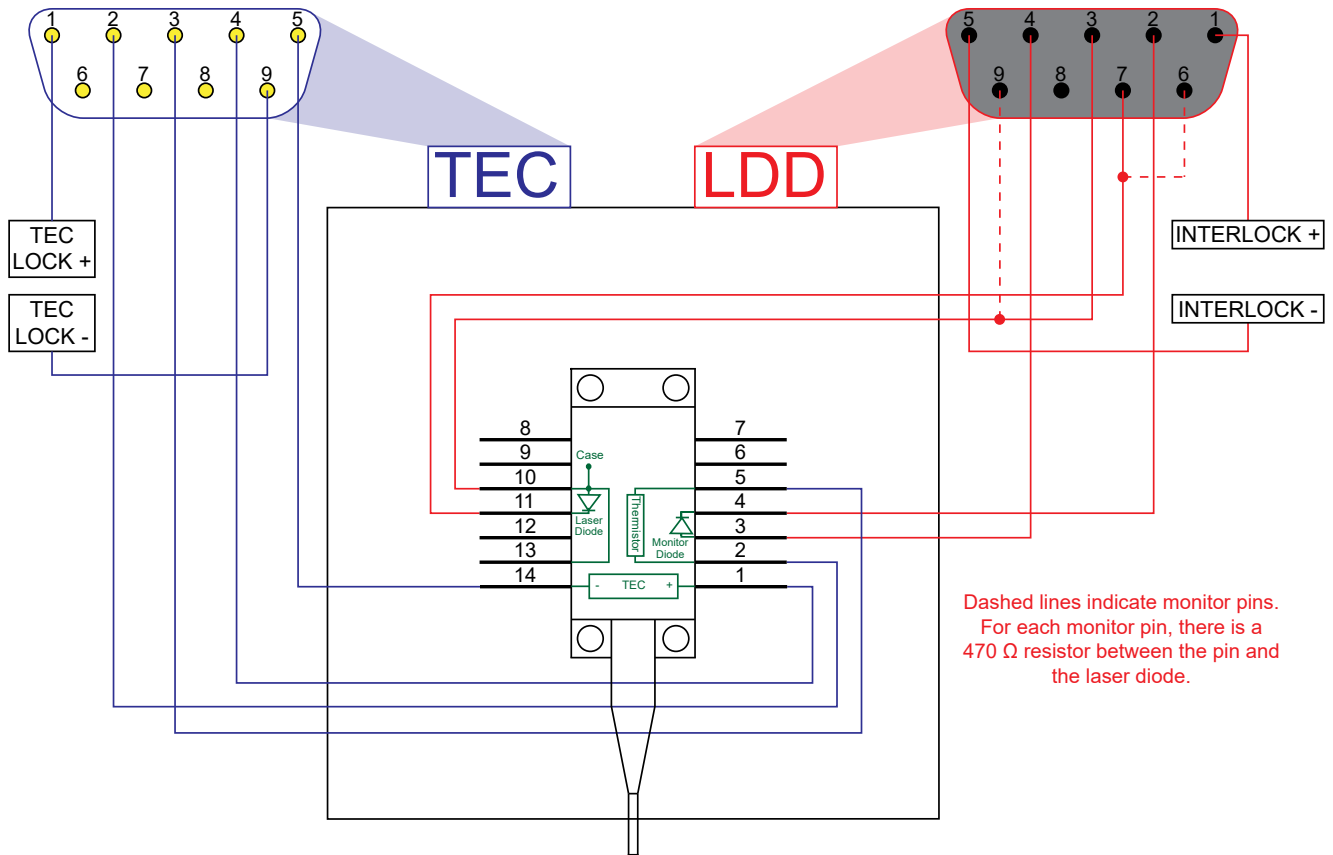 1 2 3 4 5
6 7 8 9
5 4 3 2 1
9 8 7 6
TEC
LDD
TEC
LOCK +
TEC
LOCK -
INTERLOCK +
INTERLOCK -
8
9
10
11
12
13
14
7
6
5
4
3
2
1
Case
Laser
Diode
Thermistor
Monitor
Diode
- TEC +
Dashed lines indicate monitor pins.
For each monitor pin, there is a
470 Ω resistor between the pin and
the laser diode.